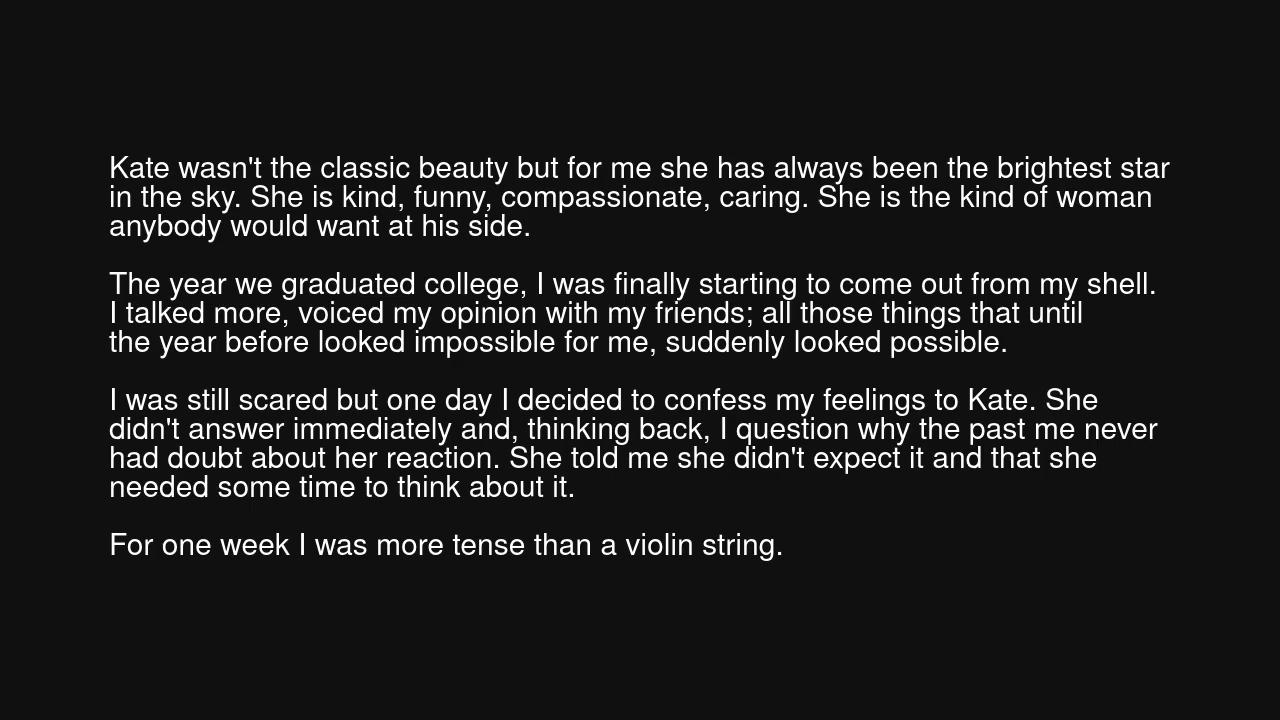 Kate wasn't the classic beauty but for me she has always been the brightest star
in the sky. She is kind, funny, compassionate, caring. She is the kind of woman
anybody would want at his side.
The year we graduated college, I was finally starting to come out from my shell.
I talked more, voiced my opinion with my friends; all those things that until
the year before looked impossible for me, suddenly looked possible.
I was still scared but one day I decided to confess my feelings to Kate. She
didn't answer immediately and, thinking back, I question why the past me never
had doubt about her reaction. She told me she didn't expect it and that she
needed some time to think about it.
For one week I was more tense than a violin string.